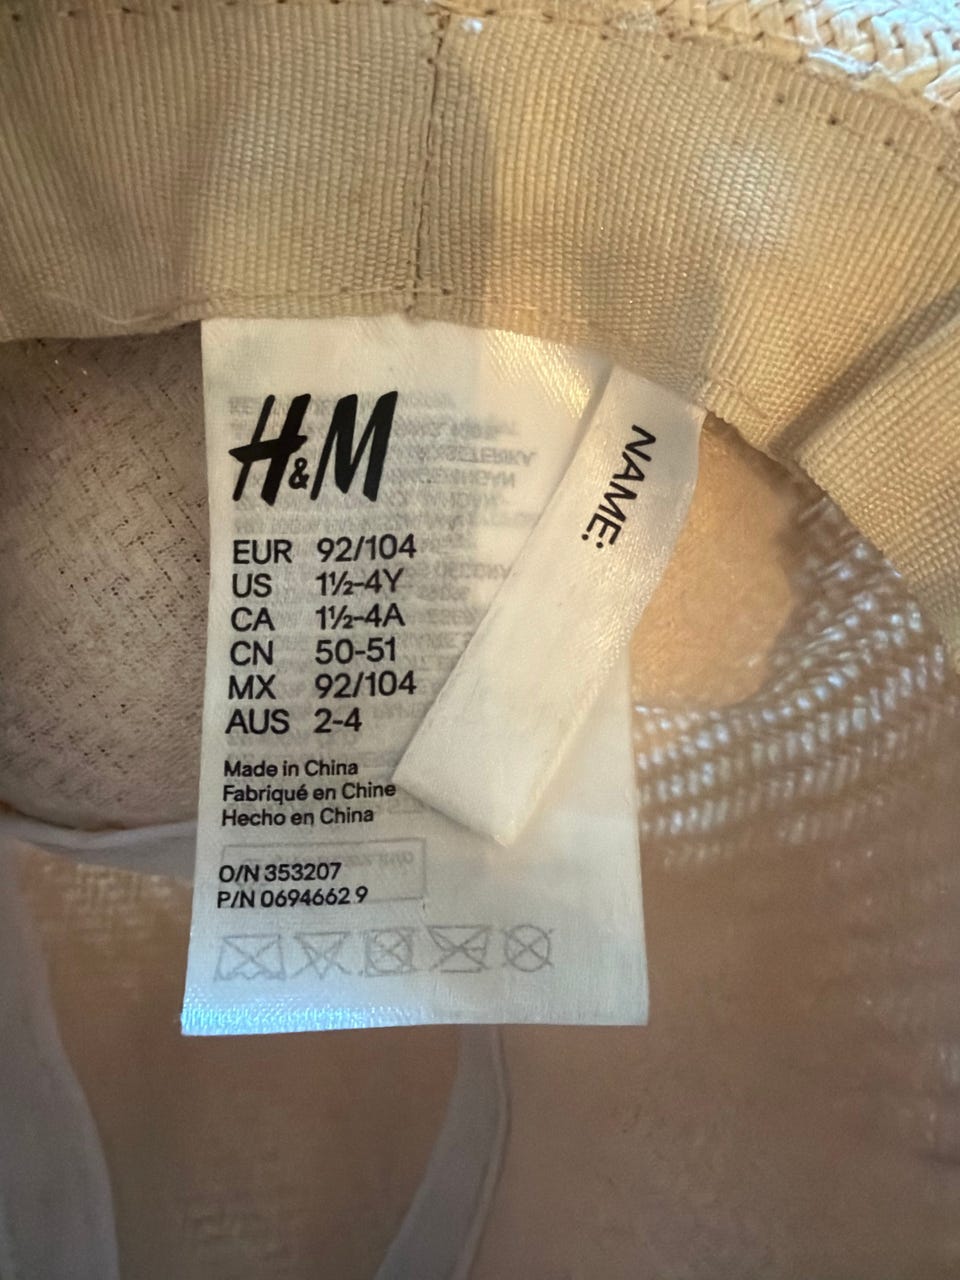 H&M
EUR 92/104
US 1½-4Y
CA 1½-4A
CN 50-51
MX 92/104
AUS 2-4
Made in China
Fabriqué en Chine
Hecho en China
O/N 353207
P/N 0694662 9
NAME: